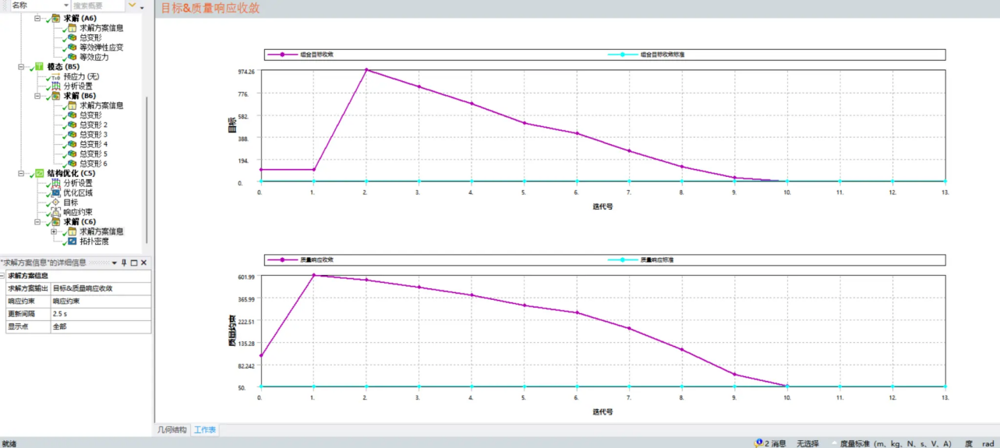 名称
搜索概要
求解 (A6)
求解方案信息
总变形
等效弹性应变
等效应力
模态 (B5)
预应力 (无)
分析设置
求解 (B6)
求解方案信息
总变形
总变形 2
总变形 3
总变形 4
总变形 5
总变形 6
结构优化 (C5)
分析设置
优化区域
目标
响应约束
求解 (C6)
求解方案信息
拓扑密度
"求解方案信息"的详细信息
求解方案信息
求解方案输出 目标&质量响应收敛
响应约束 响应约束
更新间隔 2.5 s
显示点 全部
目标&质量响应收敛
组合目标收敛 组合目标收敛标准
974.26
776.
582.
388.
194.
0.
目标
0. 1. 2. 3. 4. 5. 6. 7. 8. 9. 10. 11. 12. 13.
迭代号
质量响应收敛 质量响应标准
601.99
365.99
222.51
135.28
82.242
50.
0. 1. 2. 3. 4. 5. 6. 7. 8. 9. 10. 11. 12. 13.
迭代号
几何结构 工作表
就绪
2 消息 无选择 度量标准（m、kg、N、s、V、A） 度 rad